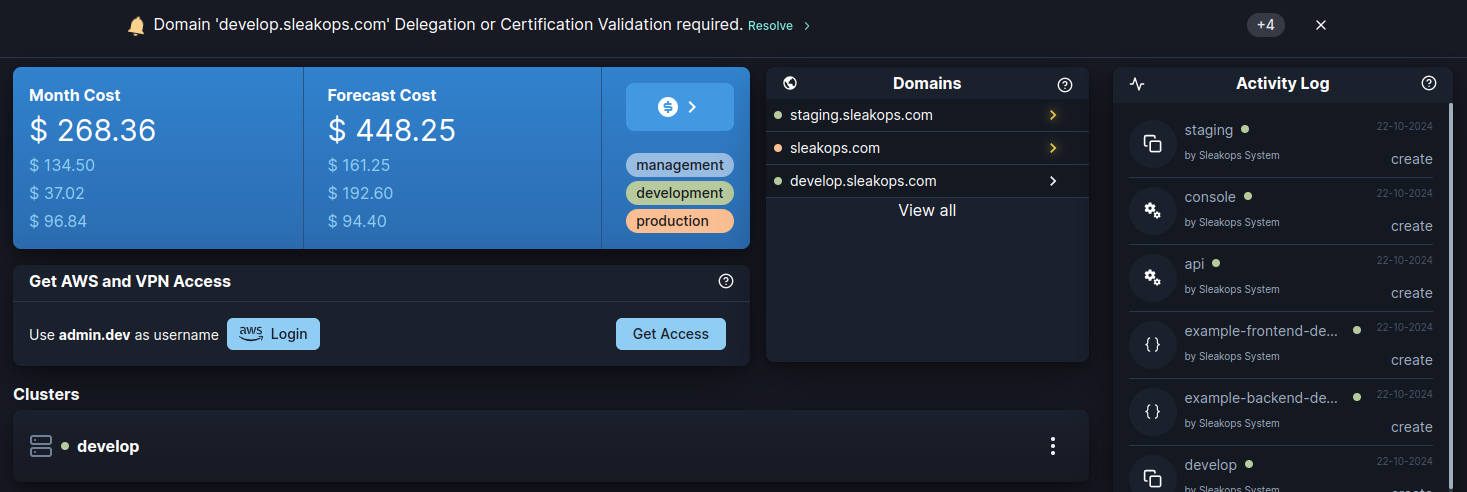 Domain 'develop.sleakops.com' Delegation or Certification Validation required. Resolve
+4
Month Cost
$ 268.36
$ 134.50
$ 37.02
$ 96.84
Forecast Cost
$ 448.25
$ 161.25
$ 192.60
$ 94.40
management
development
production
Get AWS and VPN Access
Use admin.dev as username
aws Login
Get Access
Clusters
develop
Domains
staging.sleakops.com
sleakops.com
develop.sleakops.com
View all
Activity Log
staging 22-10-2024
by Sleakops System
create
console 22-10-2024
by Sleakops System
create
api 22-10-2024
by Sleakops System
create
example-frontend-de... 22-10-2024
by Sleakops System
create
example-backend-de... 22-10-2024
by Sleakops System
create
develop 22-10-2024
by Sleakops System
create